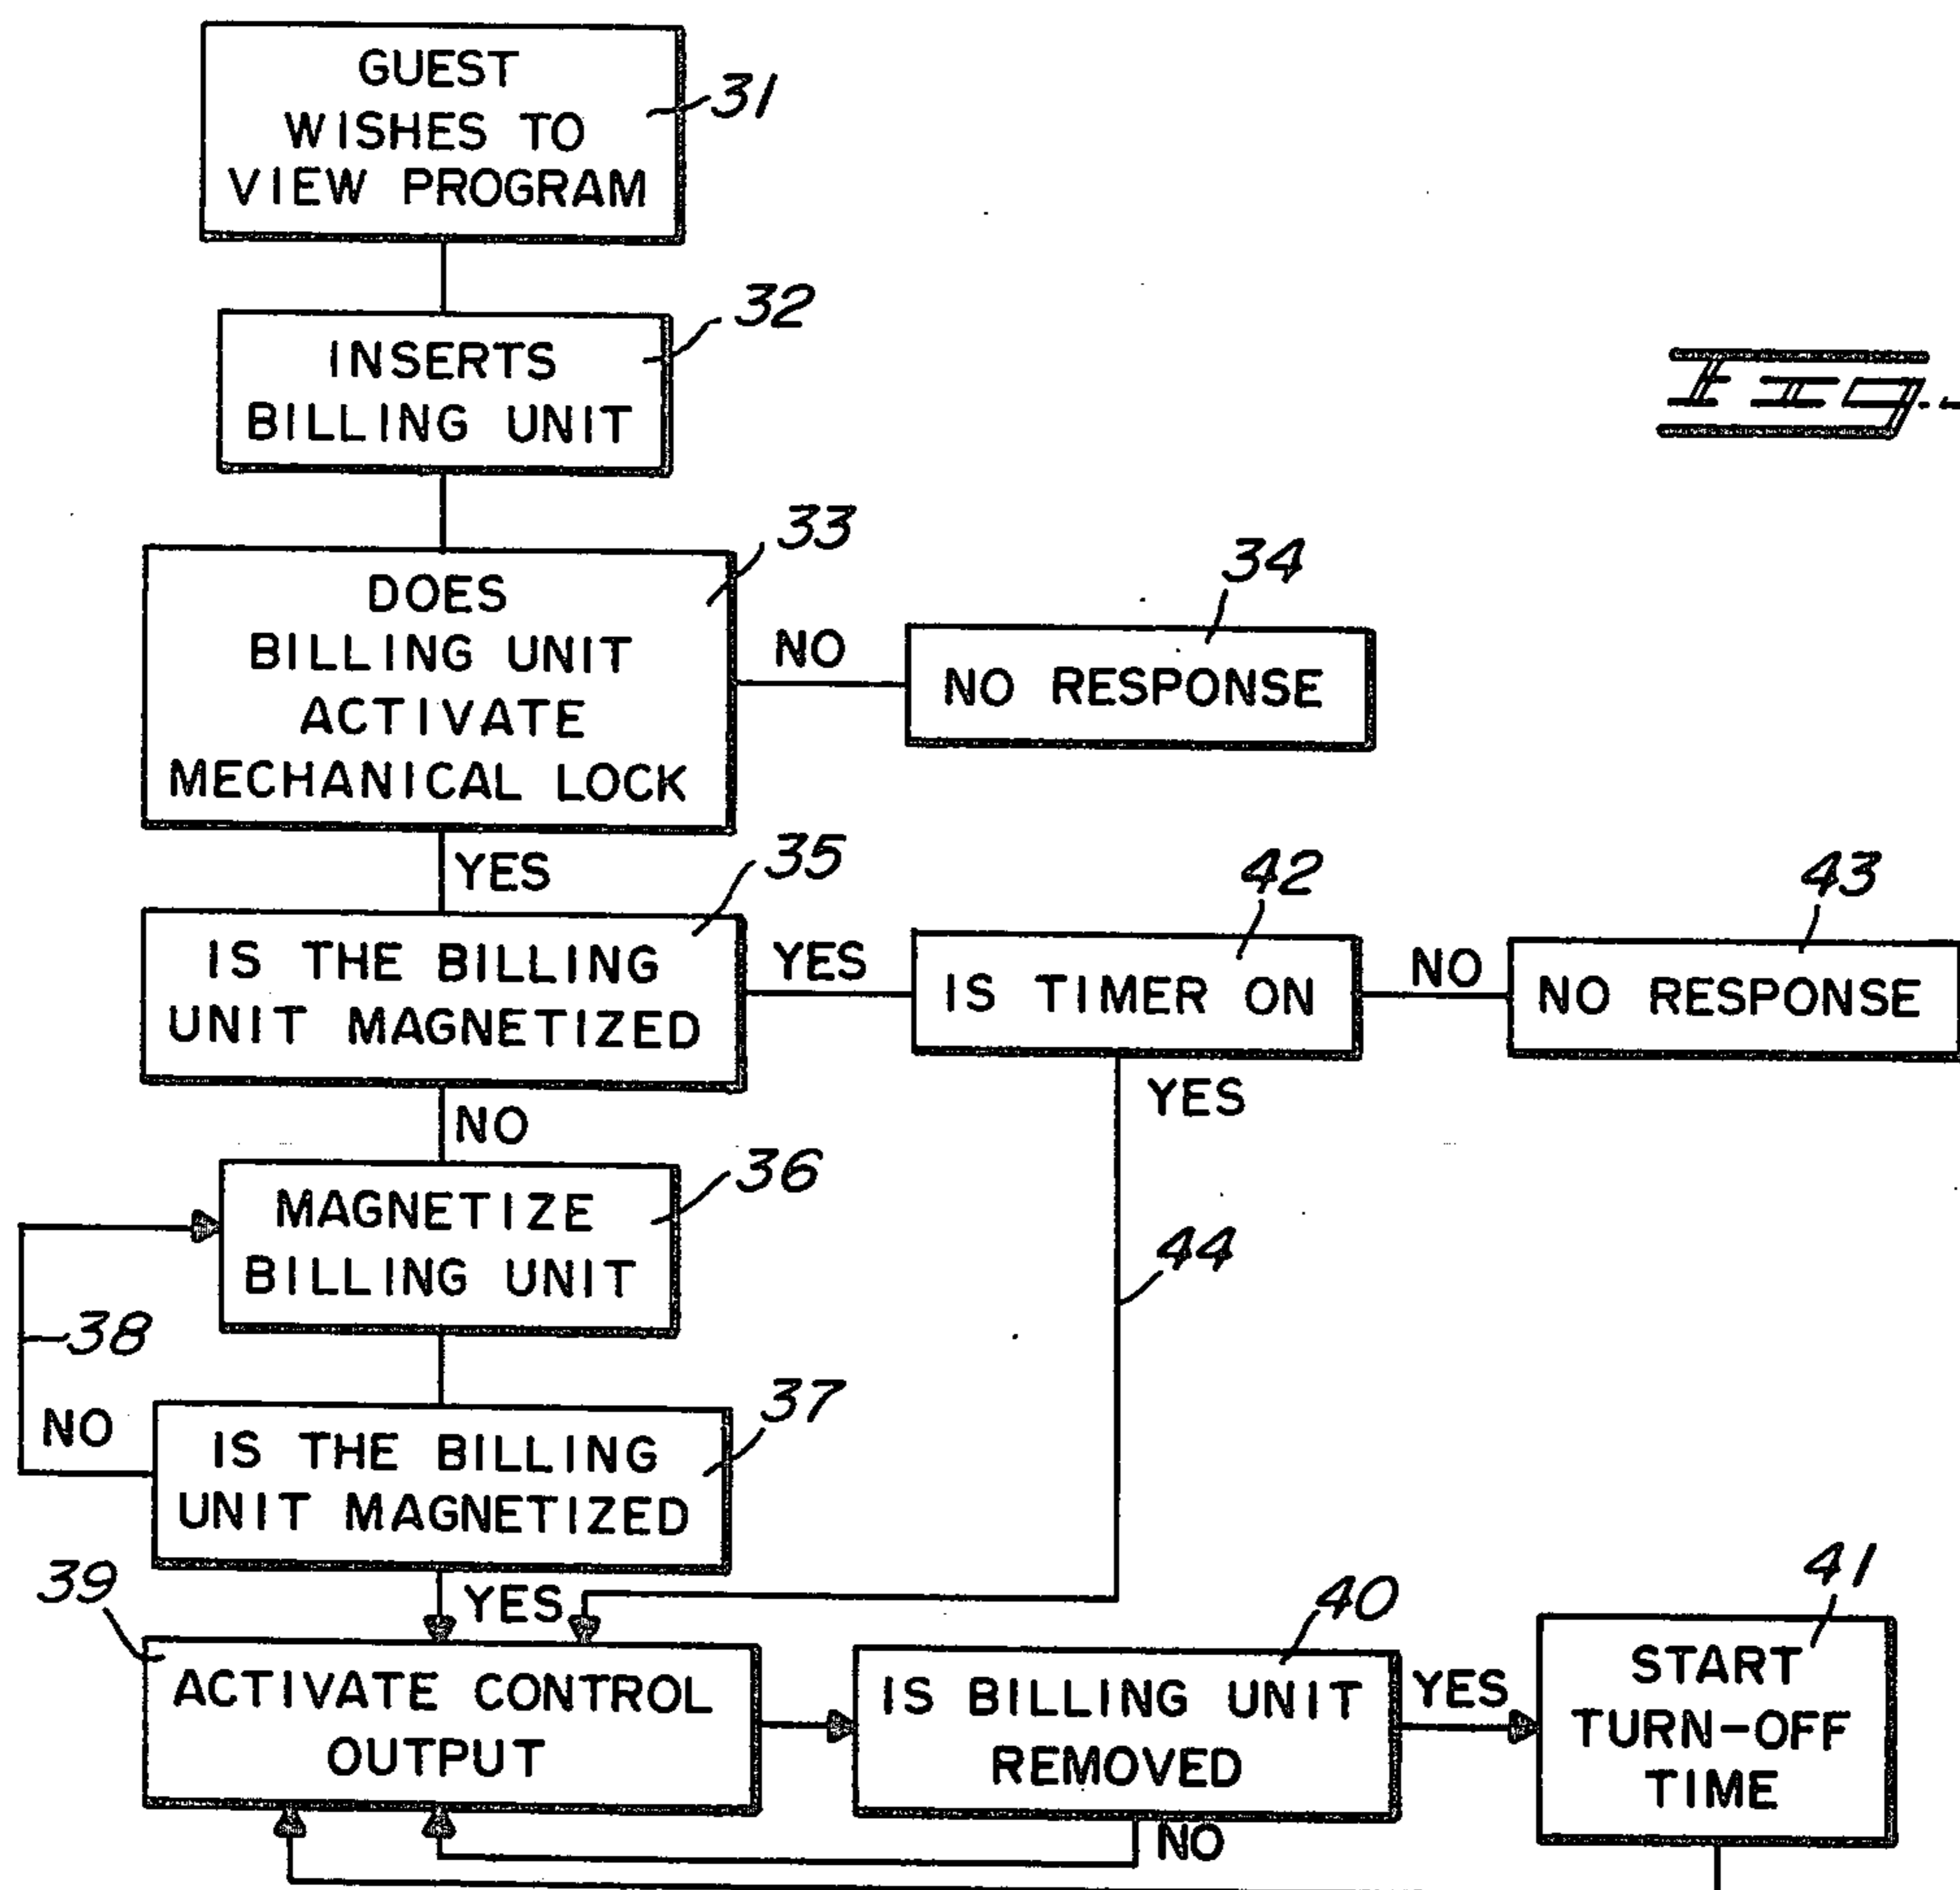 GUEST
WISHES TO
VIEW PROGRAM
31
INSERTS
BILLING UNIT
32
FIG.
DOES
BILLING UNIT
ACTIVATE
MECHANICAL LOCK
33
NO
NO RESPONSE
34
YES
IS THE BILLING
UNIT MAGNETIZED
35
YES
IS TIMER ON
42
NO
NO RESPONSE
43
NO
YES
MAGNETIZE
BILLING UNIT
36
44
38
NO
IS THE BILLING
UNIT MAGNETIZED
37
YES
39
ACTIVATE CONTROL
OUTPUT
IS BILLING UNIT
REMOVED
40
YES
START
TURN-OFF
TIME
41
NO